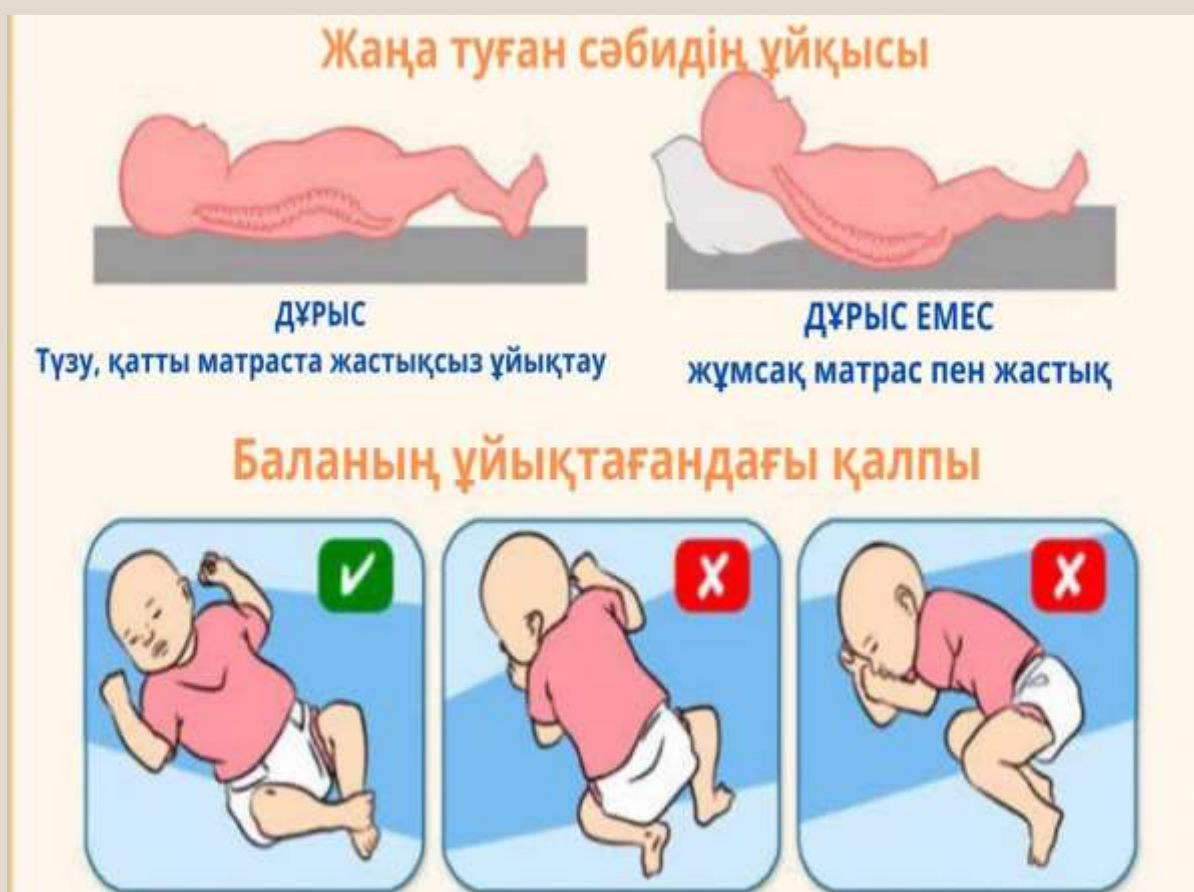 Жаңа туған сәбидің ұйқысы
ДҰРЫС
Түзу, қатты матраста жастықсыз ұйықтау
ДҰРЫС ЕМЕС
жұмсақ матрас пен жастық
Баланың ұйықтағандағы қалпы